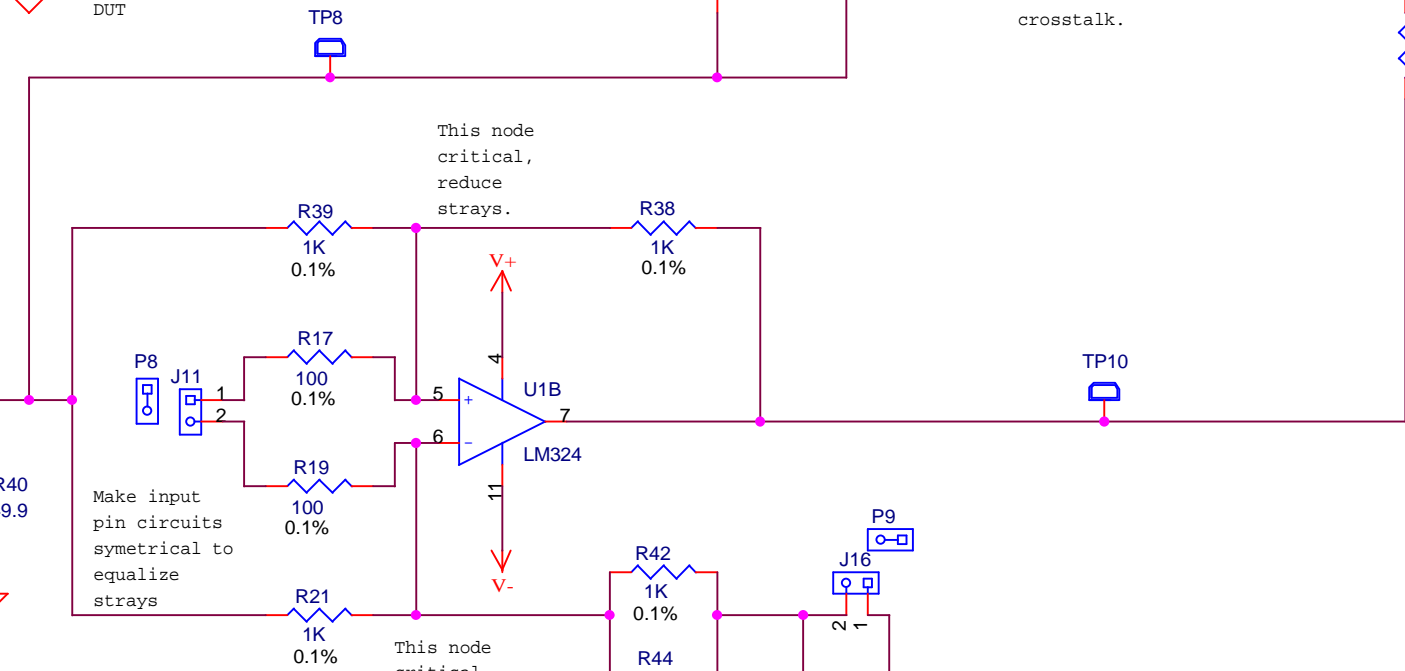 DUT
TP8
crosstalk.
This node
critical,
reduce
strays.
R39
1K
0.1%
R38
1K
0.1%
V+
R17
100
0.1%
P8
J11
1
2
4
5
+
6
-
7
U1B
LM324
11
V-
TP10
R19
100
0.1%
R40
9.9
Make input
pin circuits
symetrical to
equalize
strays
R21
1K
0.1%
R42
1K
0.1%
P9
J16
2
1
This node
R44